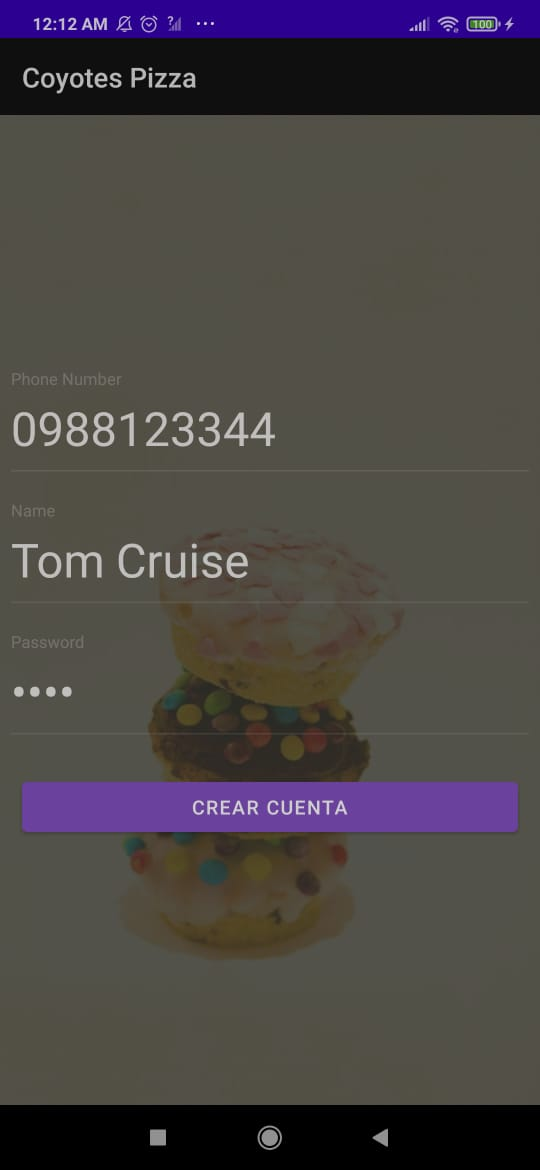 12:12 AM
100
Coyotes Pizza
Phone Number
0988123344
Name
Tom Cruise
Password
••••
CREAR CUENTA